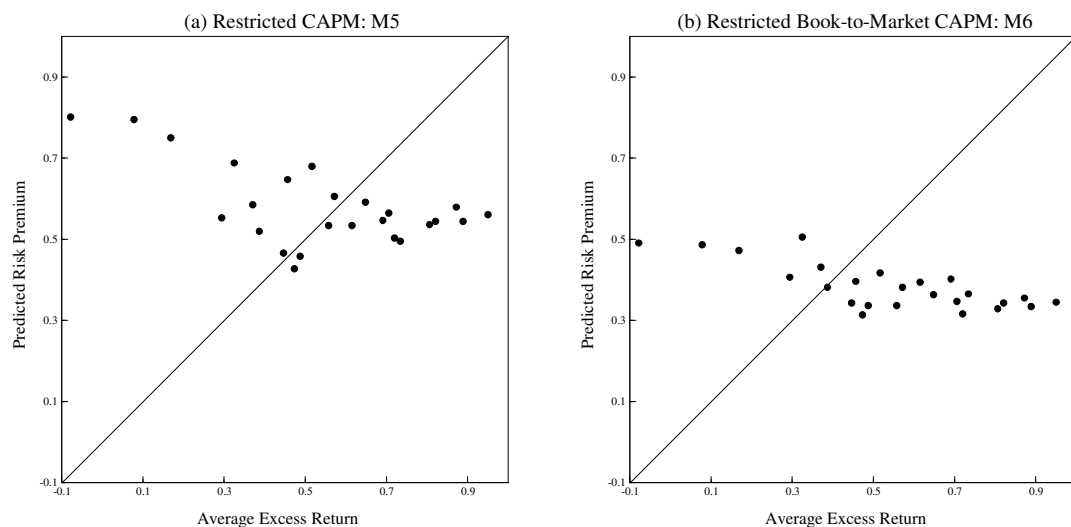 (a) Restricted CAPM: M5
Predicted Risk Premium
0.9
0.7
0.5
0.3
0.1
-0.1
-0.1 0.1 0.3 0.5 0.7 0.9
Average Excess Return
(b) Restricted Book-to-Market CAPM: M6
Predicted Risk Premium
0.9
0.7
0.5
0.3
0.1
-0.1
-0.1 0.1 0.3 0.5 0.7 0.9
Average Excess Return